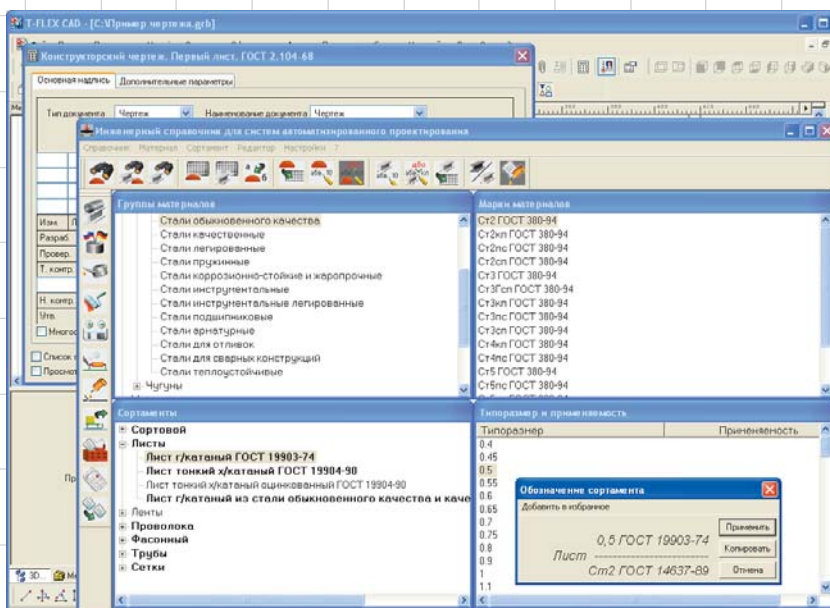 T-FLEX CAD - [C:\Пример чертежа.grb]
Конструкторский чертеж. Первый лист. ГОСТ 2.104-68
Основная надпись
Дополнительные параметры
Тип документа
Чертеж
Наименование документа
Чертеж
Изм.
Разраб.
Провер.
Т. контр.
Н. контр.
Утв.
Список
Инженерный справочник для систем автоматизированного проектирования
Справочник Материал Сортамент Редактор Настройки ?
Группы материалов
Стали обыкновенного качества
Стали качественные
Стали легированные
Стали пружинные
Стали коррозионно-стойкие и жаропрочные
Стали инструментальные
Стали инструментальные легированные
Стали подшипниковые
Стали арматурные
Стали для отливок
Стали для сварных конструкций
Стали теплоустойчивые
Чугуны
Марки материалов
Ст2 ГОСТ 380-94
Ст2кп ГОСТ 380-94
Ст2пс ГОСТ 380-94
Ст2сп ГОСТ 380-94
Ст3 ГОСТ 380-94
Ст3Гсп ГОСТ 380-94
Ст3кп ГОСТ 380-94
Ст3пс ГОСТ 380-94
Ст3сп ГОСТ 380-94
Ст4кп ГОСТ 380-94
Ст4пс ГОСТ 380-94
Ст5 ГОСТ 380-94
Ст5пс ГОСТ 380-94
Сортаменты
Сортовой
Листы
Лист г/катаный ГОСТ 19903-74
Лист тонкий х/катаный ГОСТ 19904-90
Лист тонкий х/катаный оцинкованный ГОСТ 19904-90
Лист г/катаный из стали обыкновенного качества и каче
Ленты
Проволока
Фасонный
Трубы
Сетки
Типоразмер и применяемость
Типоразмер
Применяемость
0.4
0.45
0.5
0.55
0.6
0.65
0.7
0.75
0.8
0.9
1
1.1
Обозначение сортамента
Добавить в избранное
0,5 ГОСТ 19903-74
Лист
Ст2 ГОСТ 14637-89
Применить
Копировать
Отмена
3D...